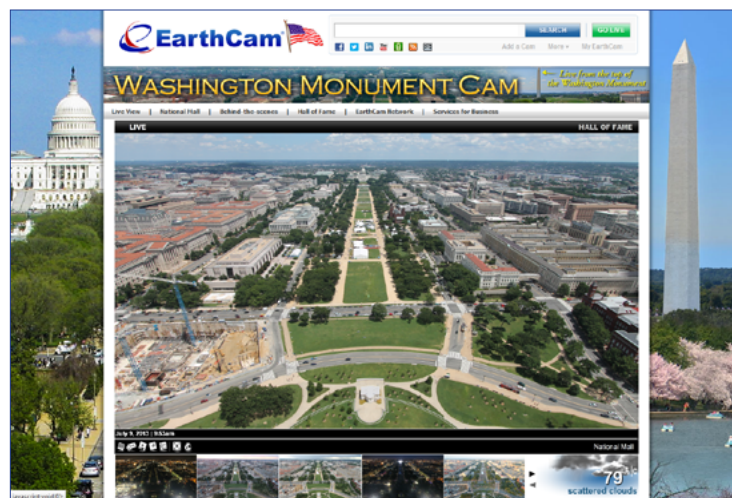 EarthCam
SEARCH
GO LIVE
Add a Cam More My EarthCam
WASHINGTON MONUMENT CAM
Live from the top of
the Washington Monument
Live View | National Mall | Behind-the-scenes | Hall of Fame | EarthCam Network | Services for Business
LIVE
HALL OF FAME
National Mall
79°
scattered clouds